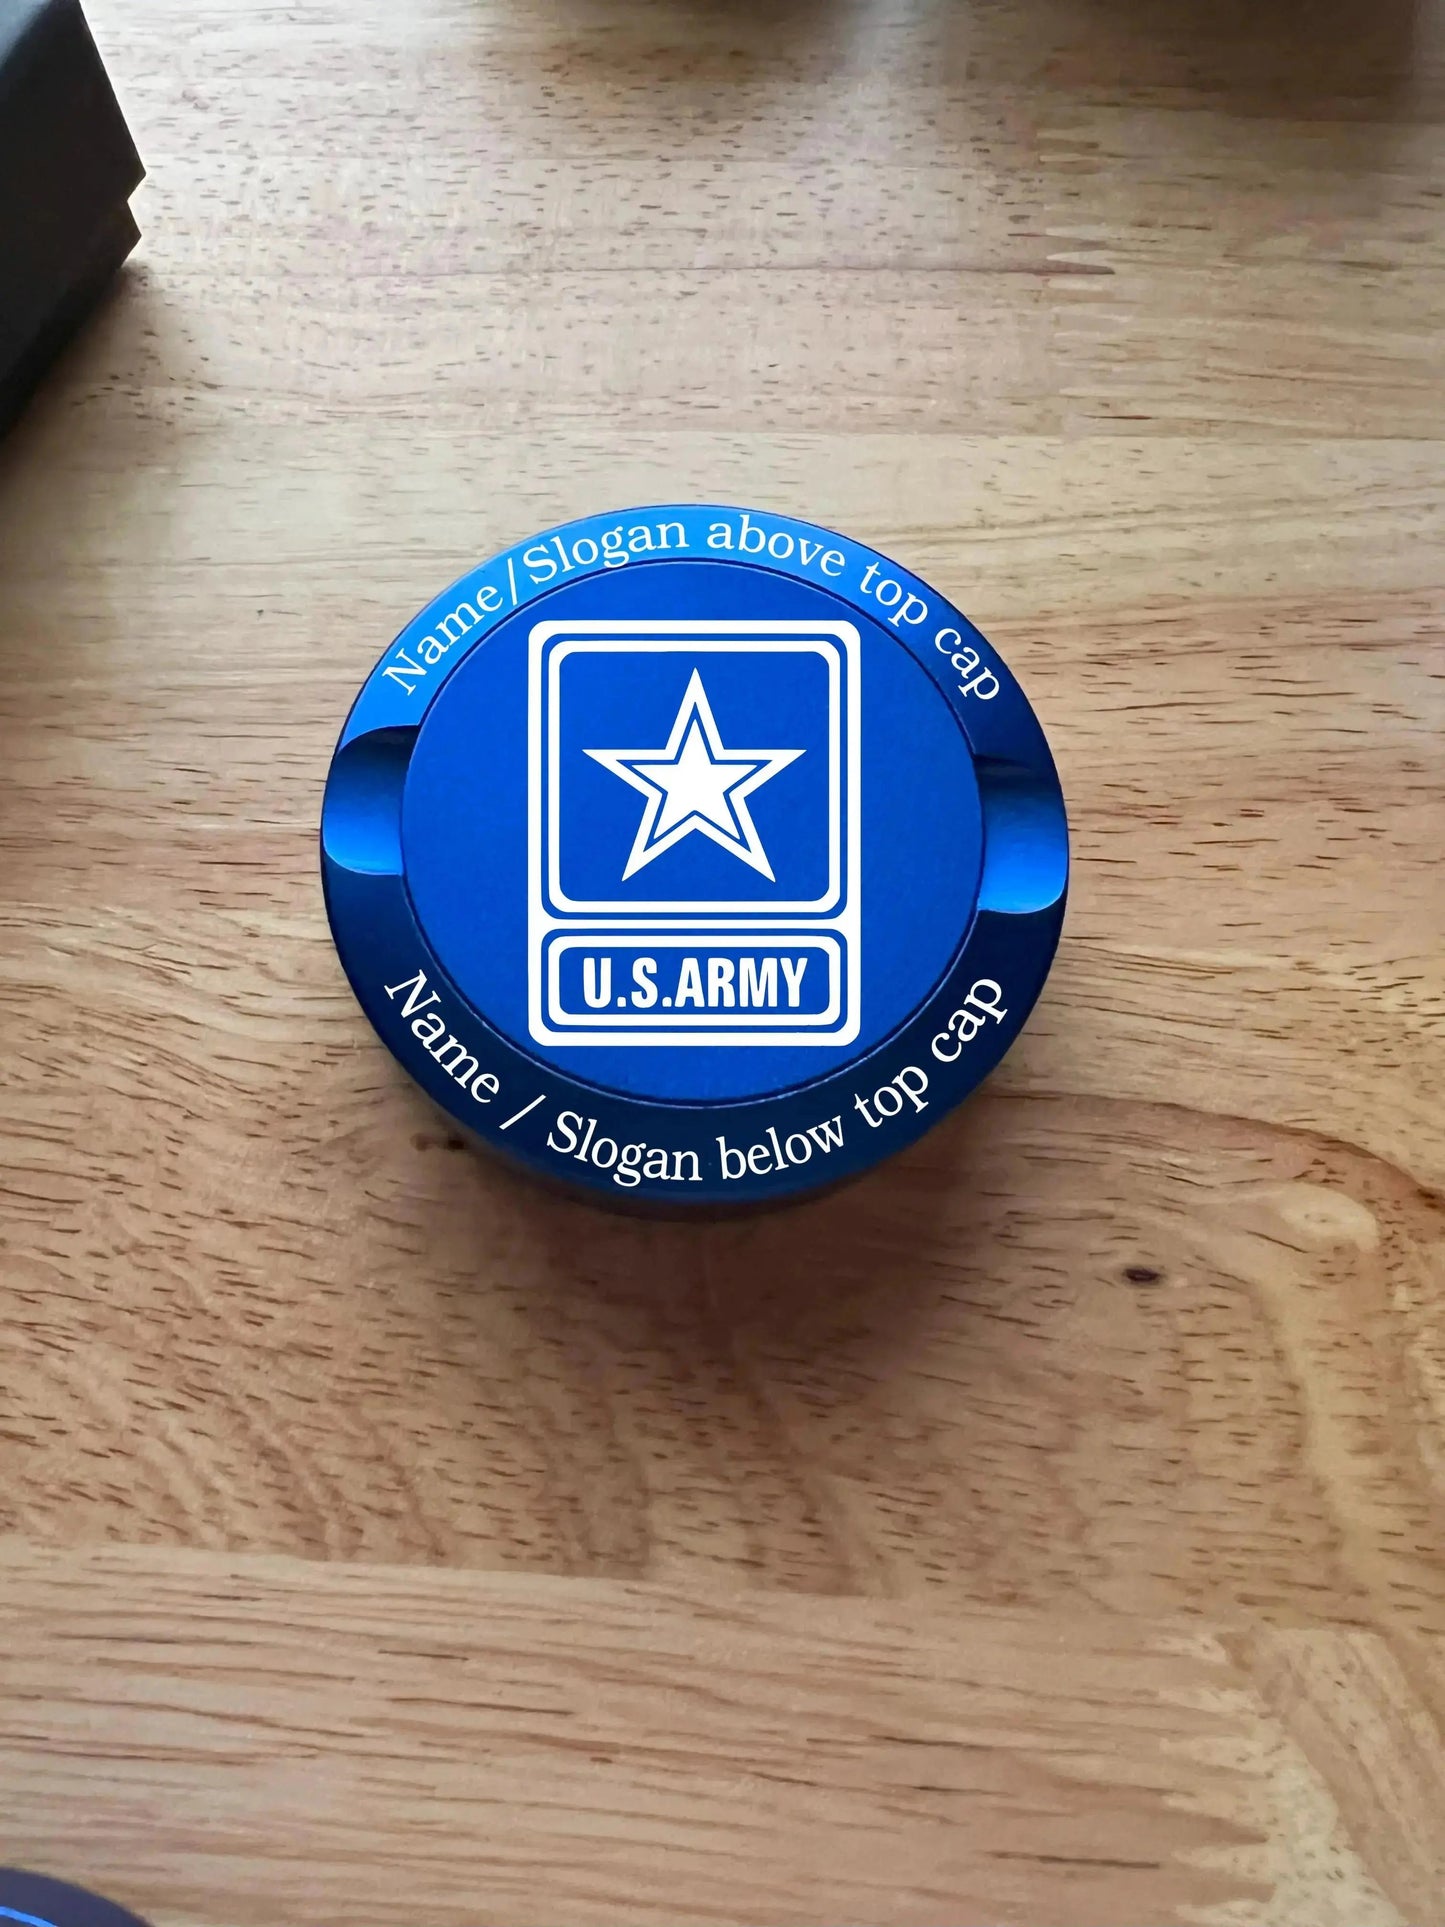 Name/Slogan above top cap
U.S.ARMY
Name / Slogan below top cap